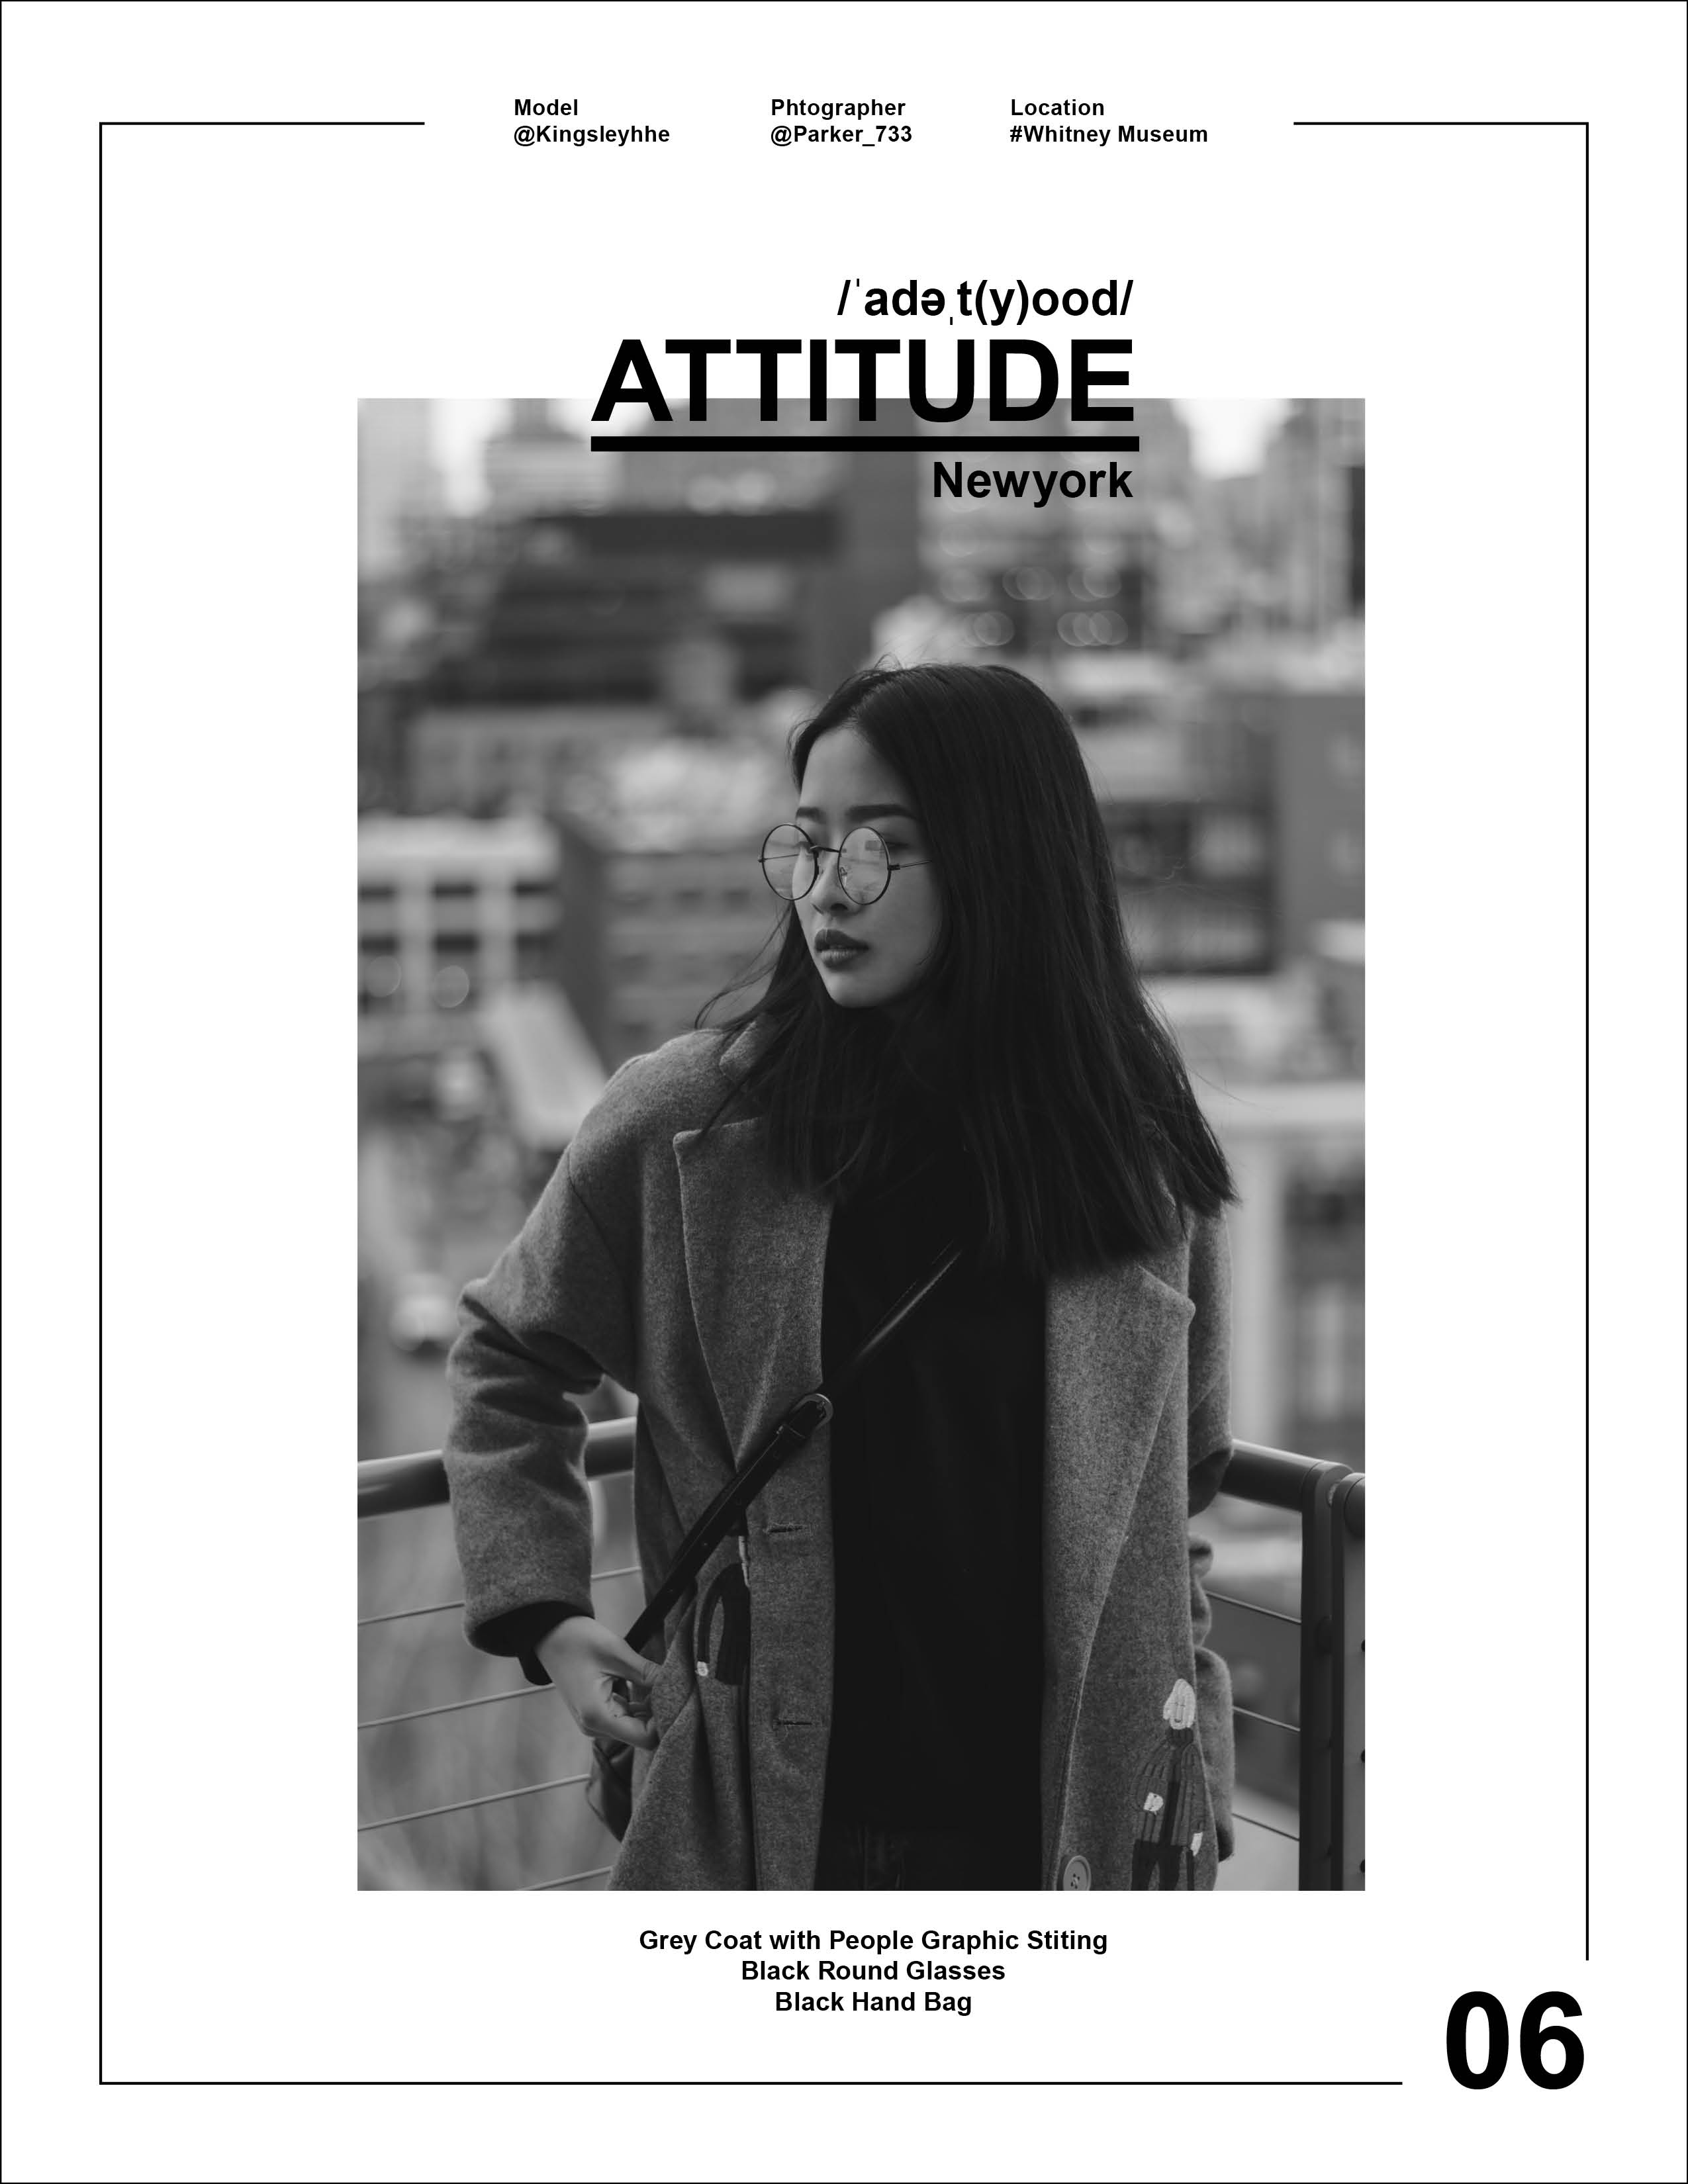 Model
@Kingsleyhhe
Phtographer
@Parker_733
Location
#Whitney Museum
/ˈadəˌt(y)ood/
ATTITUDE
Newyork
Grey Coat with People Graphic Stiting
Black Round Glasses
Black Hand Bag
06